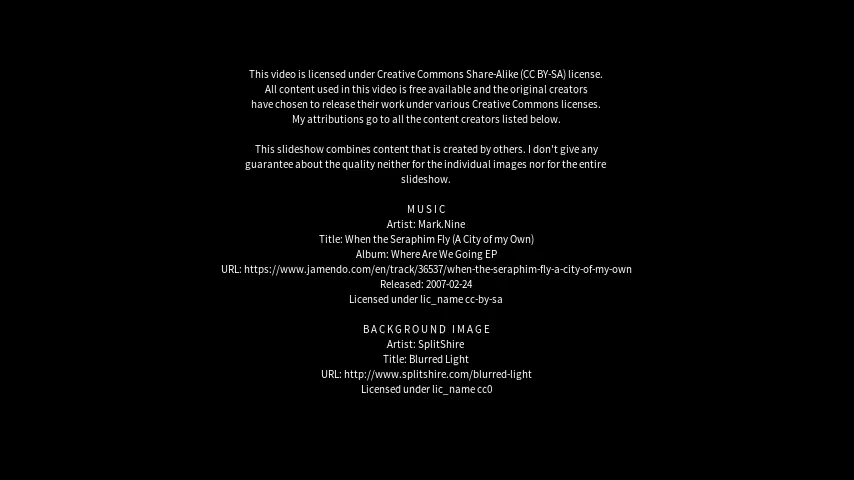 This video is licensed under Creative Commons Share-Alike (CC BY-SA) license.
All content used in this video is free available and the original creators
have chosen to release their work under various Creative Commons licenses.
My attributions go to all the content creators listed below.
This slideshow combines content that is created by others. I don't give any
guarantee about the quality neither for the individual images nor for the entire
slideshow.
MUSIC
Artist: Mark.Nine
Title: When the Seraphim Fly (A City of my Own)
Album: Where Are We Going EP
URL: https://www.jamendo.com/en/track/36537/when-the-seraphim-fly-a-city-of-my-own
Released: 2007-02-24
Licensed under lic_name cc-by-sa
BACKGROUND IMAGE
Artist: SplitShire
Title: Blurred Light
URL: http://www.splitshire.com/blurred-light
Licensed under lic_name cc0